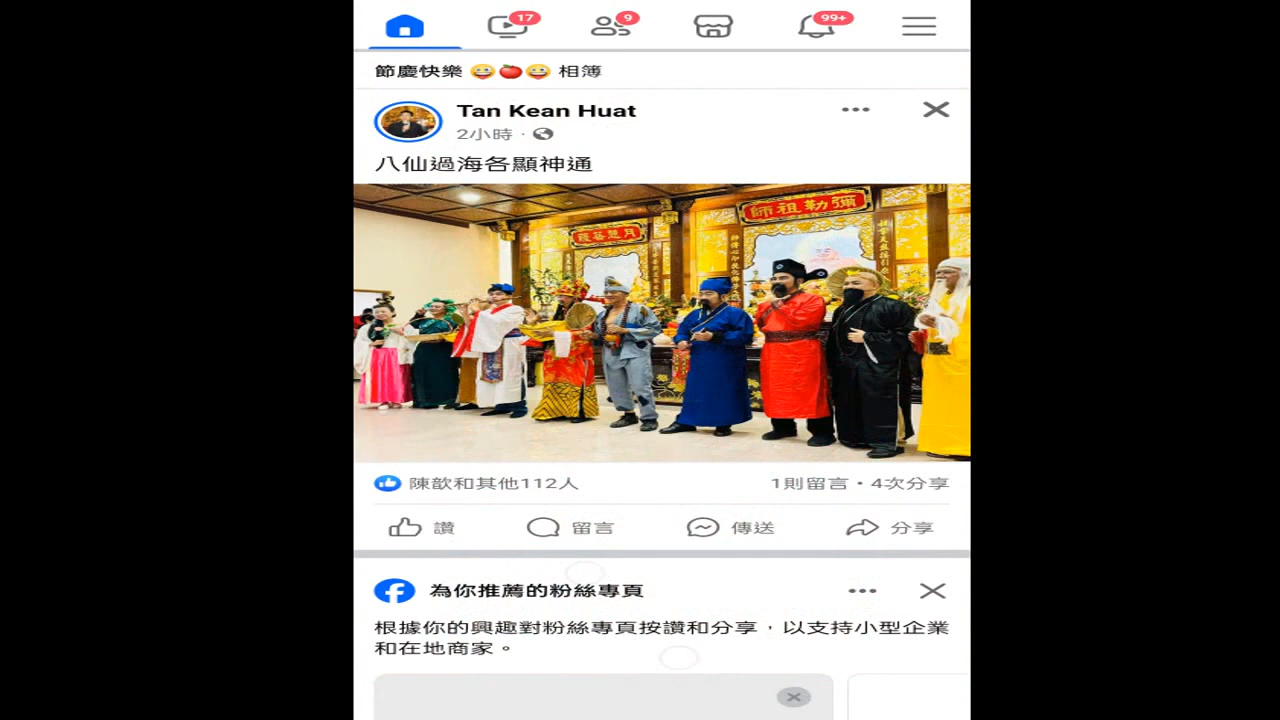 17
9
99+
節慶快樂 😝🍎😝 相簿
Tan Kean Huat
2小時 ·
八仙過海各顯神通
師祖勒彌
陳歆和其他112人
1則留言·4次分享
讚
留言
傳送
分享
為你推薦的粉絲專頁
根據你的興趣對粉絲專頁按讚和分享，以支持小型企業
和在地商家。